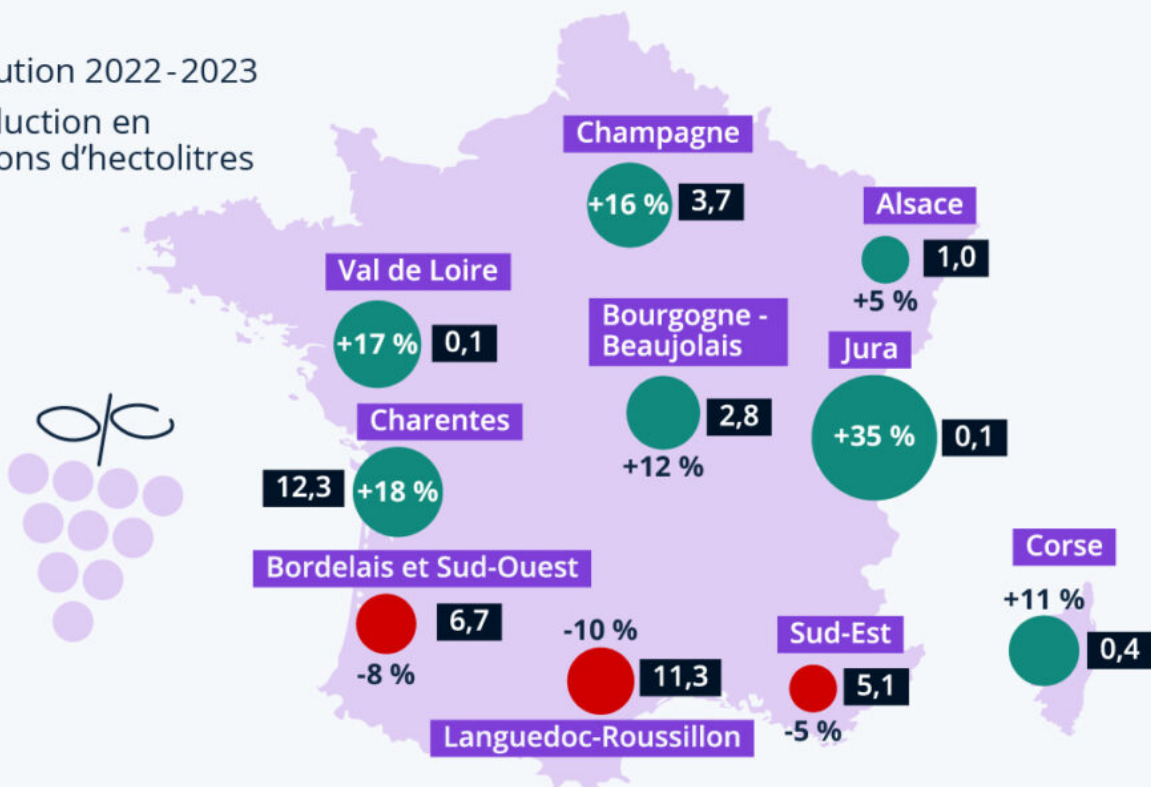 ution 2022-2023
luction en
ons d'hectolitres
Champagne
+16 %
3,7
Alsace
1,0
+5 %
Val de Loire
+17 %
0,1
Bourgogne -
Beaujolais
2,8
+12 %
Jura
+35 %
0,1
Charentes
12,3
+18 %
Bordelais et Sud-Ouest
6,7
-8 %
-10 %
11,3
Languedoc-Roussillon
Sud-Est
5,1
-5 %
Corse
+11 %
0,4